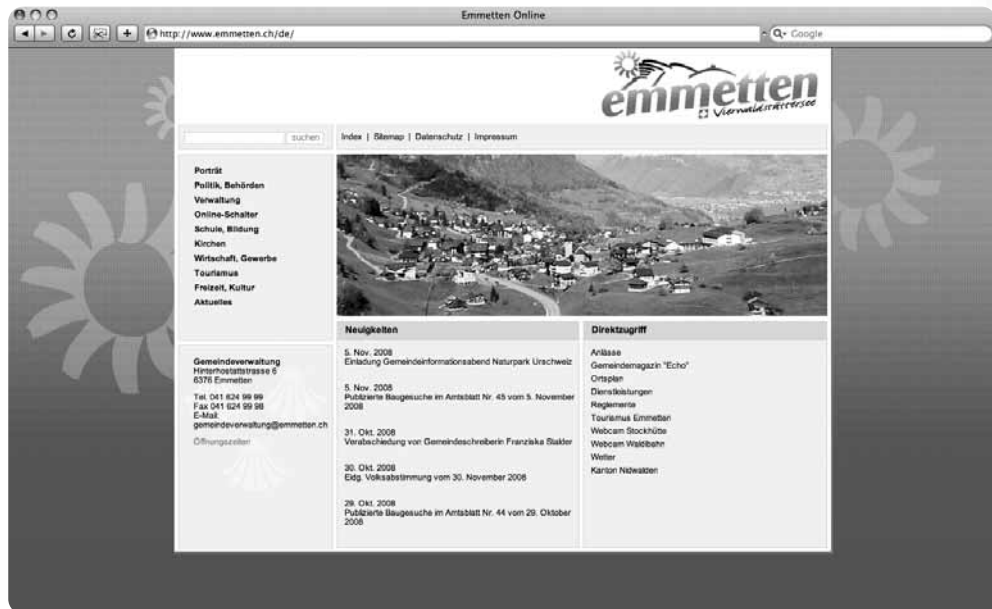 Emmetten Online
http://www.emmetten.ch/de/
Google
emmetten
Vierwaldstättersee
suchen
Index | Sitemap | Datenschutz | Impressum
Porträt
Politik, Behörden
Verwaltung
Online-Schalter
Schule, Bildung
Kirchen
Wirtschaft, Gewerbe
Tourismus
Freizeit, Kultur
Aktuelles
Gemeindeverwaltung
Hinterhostattstrasse 6
6376 Emmetten
Tel. 041 624 99 99
Fax 041 624 99 98
E-Mail:
gemeindeverwaltung@emmetten.ch
Öffnungszeiten
Neuigkeiten
5. Nov. 2008
Einladung Gemeindeinformationsabend Naturpark Urschweiz
5. Nov. 2008
Publizierte Baugesuche im Amtsblatt Nr. 45 vom 5. November
2008
31. Okt. 2008
Verabschiedung von Gemeindeschreiberin Franziska Stalder
30. Okt. 2008
Eidg. Volksabstimmung vom 30. November 2008
29. Okt. 2008
Publizierte Baugesuche im Amtsblatt Nr. 44 vom 29. Oktober
2008
Direktzugriff
Anlässe
Gemeindemagazin "Echo"
Ortsplan
Dienstleistungen
Reglemente
Tourismus Emmetten
Webcam Stockhütte
Webcam Waldibahn
Wetter
Kanton Nidwalden